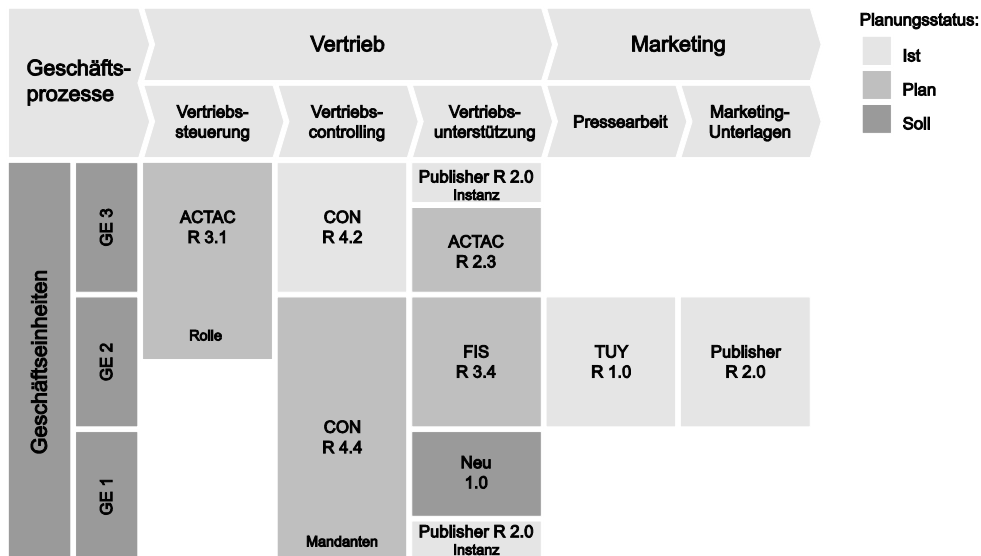 Geschäfts-
prozesse
Vertrieb
Marketing
Planungsstatus:
Ist
Plan
Soll
Vertriebs-
steuerung
Vertriebs-
controlling
Vertriebs-
unterstützung
Pressearbeit
Marketing-
Unterlagen
Geschäftseinheiten
GE 3
ACTAC
R 3.1
Rolle
CON
R 4.2
Publisher R 2.0
Instanz
ACTAC
R 2.3
GE 2
CON
R 4.4
Mandanten
FIS
R 3.4
TUY
R 1.0
Publisher
R 2.0
GE 1
Neu
1.0
Publisher R 2.0
Instanz